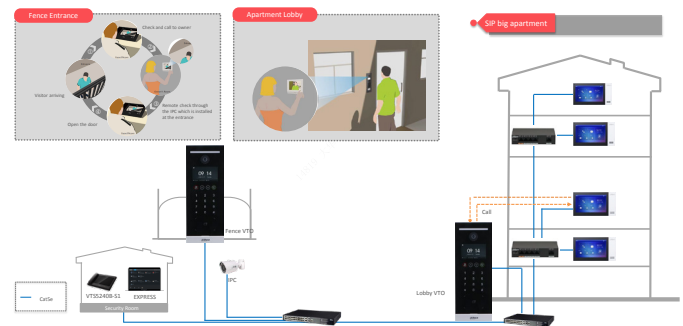 Fence Entrance
Apartment Lobby
SIP big apartment
Check and call to owner
Visitor arriving
Remote check through
the IPC which is installed
at the entrance
Open the door
09 14
Fence VTO
Call
09 14
IPC
Lobby VTO
VTS5240B-S1
EXPRESS
Cat5e
Security Room